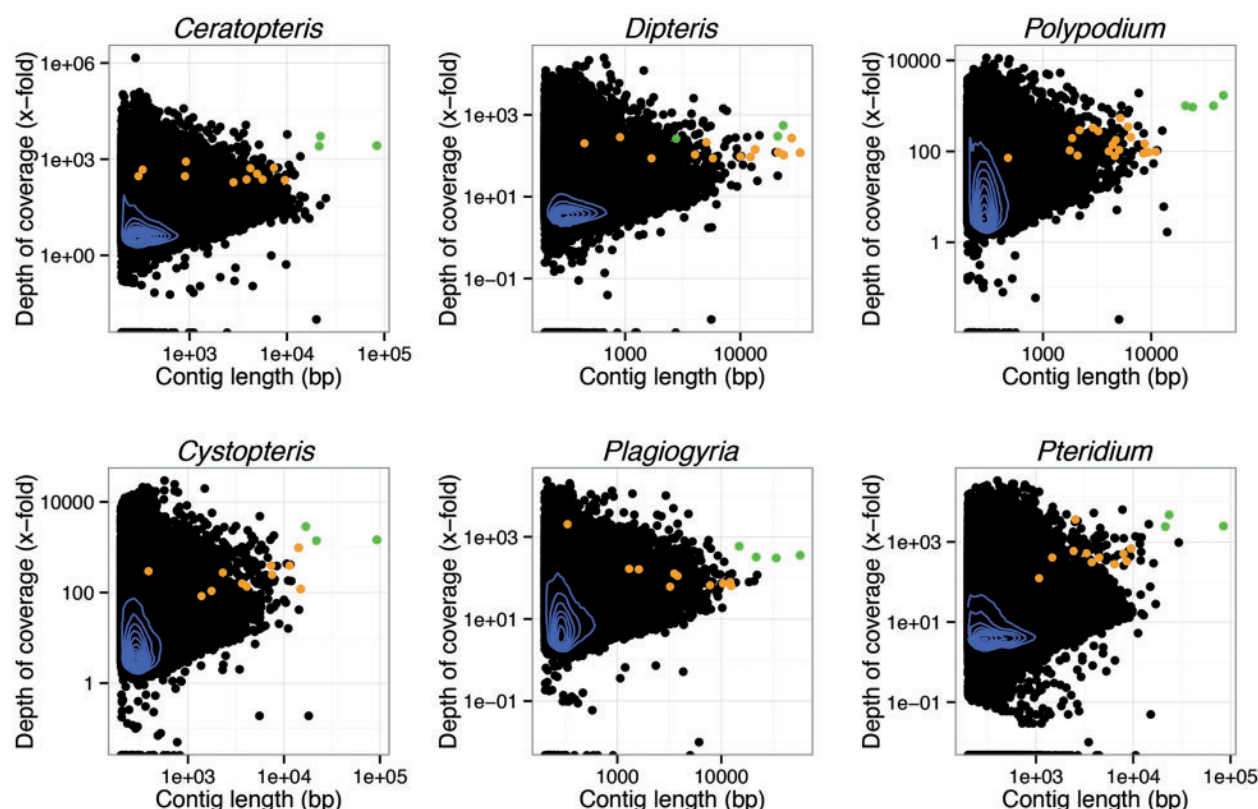 Ceratopteris
Depth of coverage (x−fold)
1e+06
1e+03
1e+00
1e+03 1e+04 1e+05
Contig length (bp)
Dipteris
Depth of coverage (x−fold)
1e+03
1e+01
1e−01
1000 10000
Contig length (bp)
Polypodium
Depth of coverage (x−fold)
10000
100
1
1000 10000
Contig length (bp)
Cystopteris
Depth of coverage (x−fold)
10000
100
1
1e+03 1e+04 1e+05
Contig length (bp)
Plagiogyria
Depth of coverage (x−fold)
1e+03
1e+01
1e−01
1000 10000
Contig length (bp)
Pteridium
Depth of coverage (x−fold)
1e+03
1e+01
1e−01
1e+03 1e+04 1e+05
Contig length (bp)